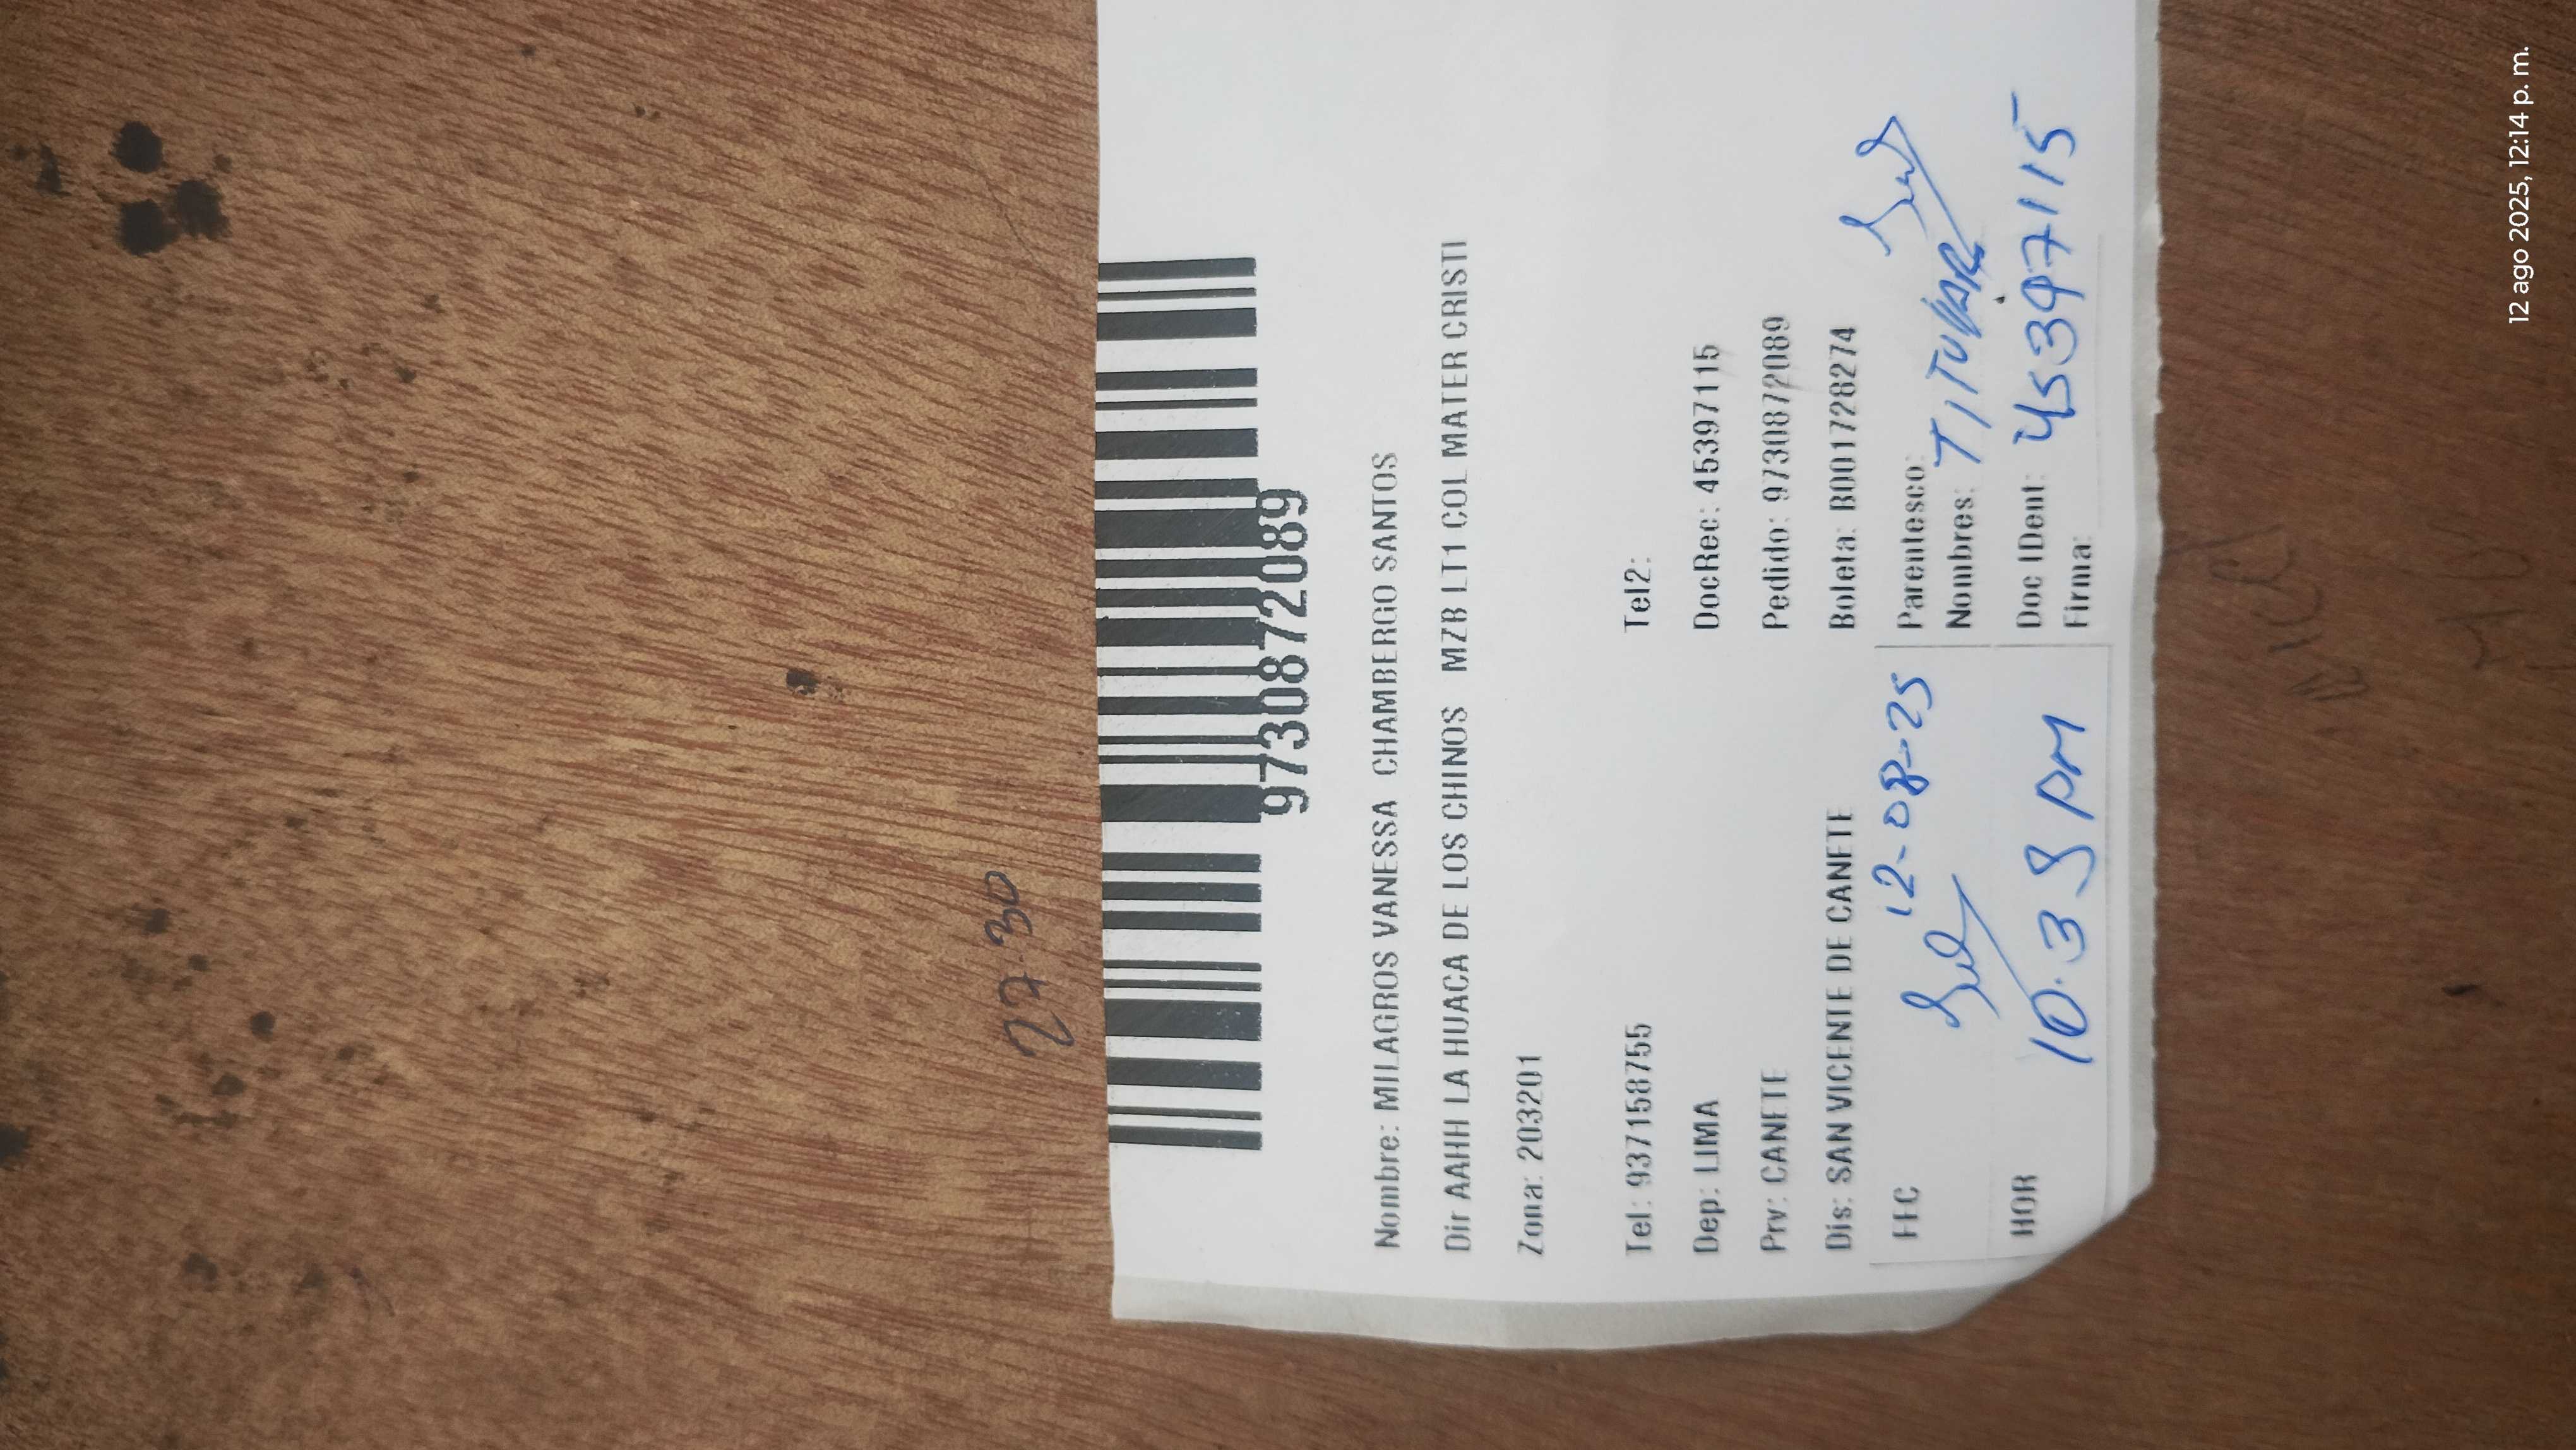 27.30
9730872089
Nombre: MILAGROS VANESSA CHAMBERGO SANTOS
Dir AAHH LA HUACA DE LOS CHINOS MZB LT1 COL MATER CRISTI
Zona: 203201
Tel: 937158755 Tel2:
Dep: LIMA DocRec: 45397115
Prv: CANETE Pedido: 9730872089
Dis: SAN VICENTE DE CANETE Boleta: B001728274
FEC 12-08-25 Parentesco:
Nombres: TITULAR
HOR 10.39 PM Doc IDent: 45397115
Firma:
12 ago 2025, 12:14 p. m.